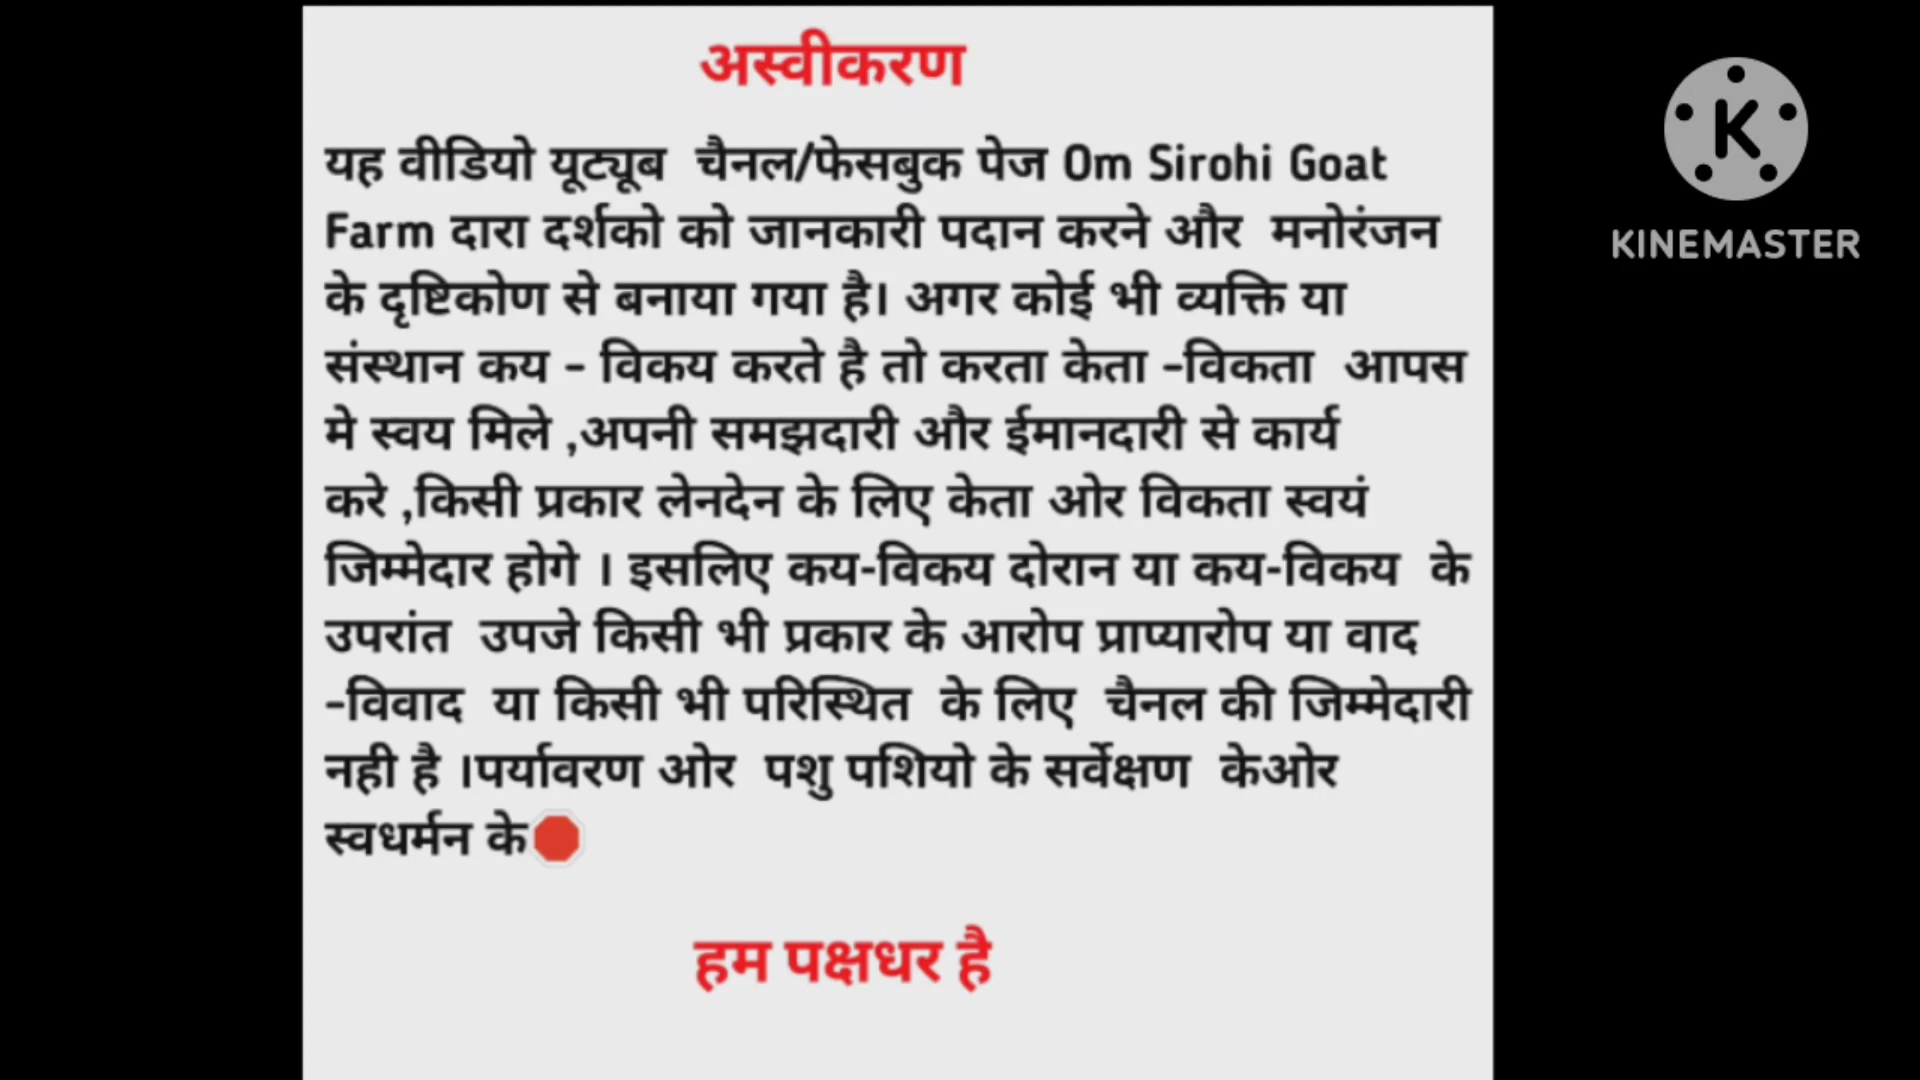 अस्वीकरण
यह वीडियो यूट्यूब चैनल/फेसबुक पेज Om Sirohi Goat
Farm दारा दर्शको को जानकारी पदान करने और मनोरंजन
के दृष्टिकोण से बनाया गया है। अगर कोई भी व्यक्ति या
संस्थान कय - विकय करते है तो करता केता -विकता आपस
मे स्वय मिले ,अपनी समझदारी और ईमानदारी से कार्य
करे ,किसी प्रकार लेनदेन के लिए केता ओर विकता स्वयं
जिम्मेदार होगे । इसलिए कय-विकय दोरान या कय-विकय के
उपरांत उपजे किसी भी प्रकार के आरोप प्राप्यारोप या वाद
-विवाद या किसी भी परिस्थित के लिए चैनल की जिम्मेदारी
नही है ।पर्यावरण ओर पशु पशियो के सर्वेक्षण केओर
स्वधर्मन के🛑
हम पक्षधर है
K
KINEMASTER